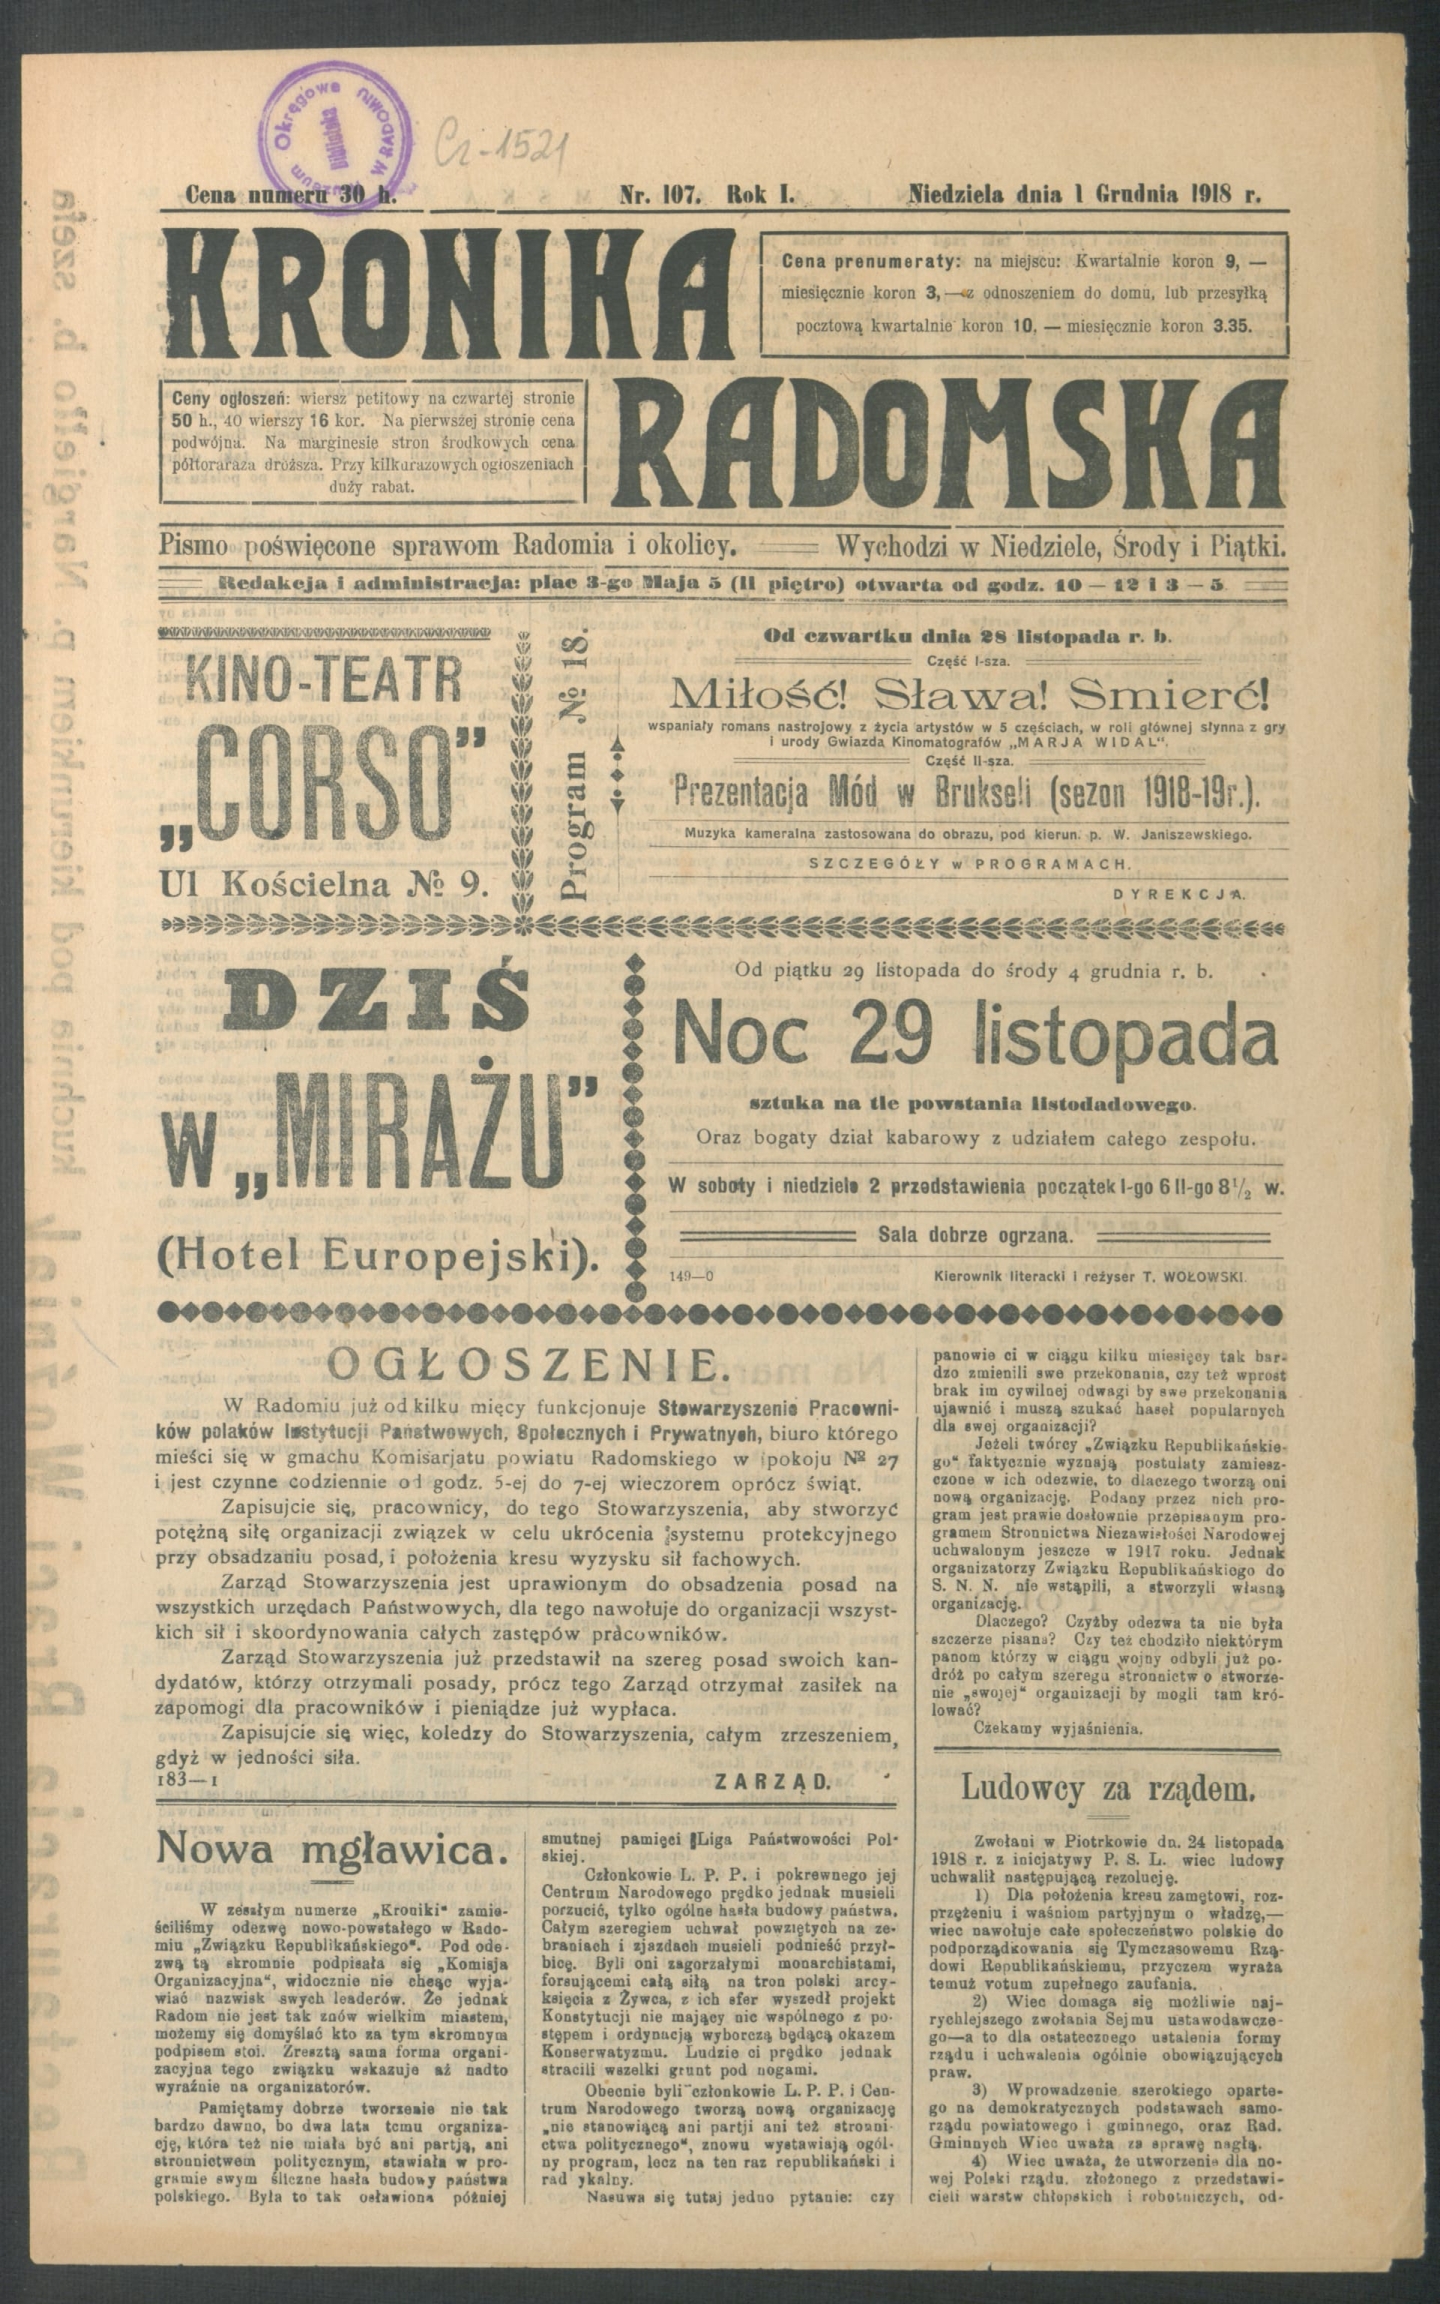 Muzeum Okręgowe w RADOMIU
Biblioteka
Cz-1521
Cena numeru 30 h.
Nr. 107. Rok I.
Niedziela dnia 1 Grudnia 1918 r.
KRONIKA
Cena prenumeraty: na miejscu: Kwartalnie koron 9, —
miesięcznie koron 3,—z odnoszeniem do domu, lub przesyłką
pocztową kwartalnie koron 10, — miesięcznie koron 3.35.
Ceny ogłoszeń: wiersz petitowy na czwartej stronie
50 h., 40 wierszy 16 kor. Na pierwszej stronie cena
podwójna. Na marginesie stron środkowych cena
półtoraraza droższa. Przy kilkurazowych ogłoszeniach
duży rabat.
RADOMSKA
Pismo poświęcone sprawom Radomia i okolicy. Wychodzi w Niedziele, Środy i Piątki.
Redakcja i administracja: plac 3-go Maja 5 (II piętro) otwarta od godz. 10 — 12 i 3 — 5
KINO-TEATR
„CORSO”
Ul Kościelna № 9.
Program № 18.
Od czwartku dnia 28 listopada r. b.
Część I-sza.
Miłość! Sława! Smierć!
wspaniały romans nastrojowy z życia artystów w 5 częściach, w roli głównej słynna z gry
i urody Gwiazda Kinomatografów „MARJA WIDAL".
Część II-sza.
Prezentacja Mód w Brukseli (sezon 1918-19r.).
Muzyka kameralna zastosowana do obrazu, pod kierun. p. W. Janiszewskiego.
SZCZEGÓŁY w PROGRAMACH.
DYREKCJA.
DZIŚ
w „MIRAŻU”
(Hotel Europejski).
Od piątku 29 listopada do środy 4 grudnia r. b.
Noc 29 listopada
sztuka na tle powstania listodadowego.
Oraz bogaty dział kabarowy z udziałem całego zespołu.
W soboty i niedziele 2 przedstawienia początek I-go 6 II-go 8½ w.
Sala dobrze ogrzana.
149—0
Kierownik literacki i reżyser T. WOŁOWSKI.
OGŁOSZENIE.
W Radomiu już od kilku mięcy funkcjonuje Stowarzyszenie Pracowni-
ków polaków Instytucji Państwowych, Społecznych i Prywatnych, biuro którego
mieści się w gmachu Komisarjatu powiatu Radomskiego w pokoju № 27
i jest czynne codziennie od godz. 5-ej do 7-ej wieczorem oprócz świąt.
Zapisujcie się, pracownicy, do tego Stowarzyszenia, aby stworzyć
potężną siłę organizacji związek w celu ukrócenia systemu protekcyjnego
przy obsadzaniu posad, i położenia kresu wyzysku sił fachowych.
Zarząd Stowarzyszenia jest uprawionym do obsadzenia posad na
wszystkich urzędach Państwowych, dla tego nawołuje do organizacji wszyst-
kich sił i skoordynowania całych zastępów pracowników.
Zarząd Stowarzyszenia już przedstawił na szereg posad swoich kan-
dydatów, którzy otrzymali posady, prócz tego Zarząd otrzymał zasiłek na
zapomogi dla pracowników i pieniądze już wypłaca.
Zapisujcie się więc, koledzy do Stowarzyszenia, całym zrzeszeniem,
gdyż w jedności siła.
183—1
ZARZĄD.
Nowa mgławica.
W zeszłym numerze „Kroniki" zamie-
ściliśmy odezwę nowo-powstałego w Rado-
miu „Związku Republikańskiego". Pod ode-
zwą tą skromnie podpisała się „Komisja
Organizacyjna", widocznie nie chcąc wyja-
wiać nazwisk swych leaderów. Że jednak
Radom nie jest tak znów wielkim miastem,
możemy się domyślać kto za tym skromnym
podpisem stoi. Zresztą sama forma organi-
zacyjna tego związku wskazuje aż nadto
wyraźnie na organizatorów.
Pamiętamy dobrze tworzenie nie tak
bardzo dawno, bo dwa lata temu organiza-
cję, która też nie miała być ani partją, ani
stronnictwem politycznym, stawiała w pro-
gramie swym śliczne hasła budowy państwa
polskiego. Była to tak osławiona później
smutnej pamięci Liga Państwowości Pol-
skiej.
Członkowie L. P. P. i pokrewnego jej
Centrum Narodowego prędko jednak musieli
porzucić, tylko ogólne hasła budowy państwa.
Całym szeregiem uchwał powziętych na ze-
braniach i zjazdach musieli podnieść przył-
bicę. Byli oni zagorzałymi monarchistami,
forsującemi całą siłą na tron polski arcy-
księcia z Żywca, z ich sfer wyszedł projekt
Konstytucji nie mający nic wspólnego z po-
stępem i ordynacją wyborczą będącą okazem
Konserwatyzmu. Ludzie ci prędko jednak
stracili wszelki grunt pod nogami.
Obecnie byli członkowie L. P. P. i Cen-
trum Narodowego tworzą nową organizację
„nie stanowiącą ani partji ani też stronni-
ctwa politycznego", znowu wystawiają ogól-
ny program, lecz na ten raz republikański i
rad ykalny.
Nasuwa się tutaj jedno pytanie: czy
panowie ci w ciągu kilku miesięcy tak bar-
dzo zmienili swe przekonania, czy też wprost
brak im cywilnej odwagi by swe przekonania
ujawnić i muszą szukać haseł popularnych
dla swej organizacji?
Jeżeli twórcy „Związku Republikańskie-
go" faktycznie wyznają postulaty zamiesz-
czone w ich odezwie, to dlaczego tworzą oni
nową organizację. Podany przez nich pro-
gram jest prawie dosłownie przepisanym pro-
gramem Stronnictwa Niezawisłości Narodowej
uchwalonym jeszcze w 1917 roku. Jednak
organizatorzy Związku Republikańskiego do
S. N. N. nie wstąpili, a stworzyli własną
organizację.
Dlaczego? Czyżby odezwa ta nie była
szczerze pisana? Czy też chodziło niektórym
panom którzy w ciągu wojny odbyli już po-
dróż po całym szeregu stronnictw o stworze-
nie „swojej" organizacji by mogli tam kró-
lować?
Czekamy wyjaśnienia.
Ludowcy za rządem.
Zwołani w Piotrkowie dn. 24 listopada
1918 r. z inicjatywy P. S. L. wiec ludowy
uchwalił następującą rezolucję.
1) Dla położenia kresu zamętowi, roz-
przężeniu i waśniom partyjnym o władzę,—
wiec nawołuje całe społeczeństwo polskie do
podporządkowania się Tymczasowemu Rzą-
dowi Republikańskiemu, przyczem wyraża
temuż votum zupełnego zaufania.
2) Wiec domaga się możliwie naj-
rychlejszego zwołania Sejmu ustawodawcze-
go—a to dla ostatecznego ustalenia formy
rządu i uchwalenia ogólnie obowiązujących
praw.
3) Wprowadzenie szerokiego oparte-
go na demokratycznych podstawach samo-
rządu powiatowego i gminnego, oraz Rad.
Gminnych Wiec uważa za sprawę nagłą.
4) Wiec uważa, że utworzenie dla no-
wej Polski rządu, złożonego z przedstawi-
cieli warstw chłopskich i robotniczych, od-